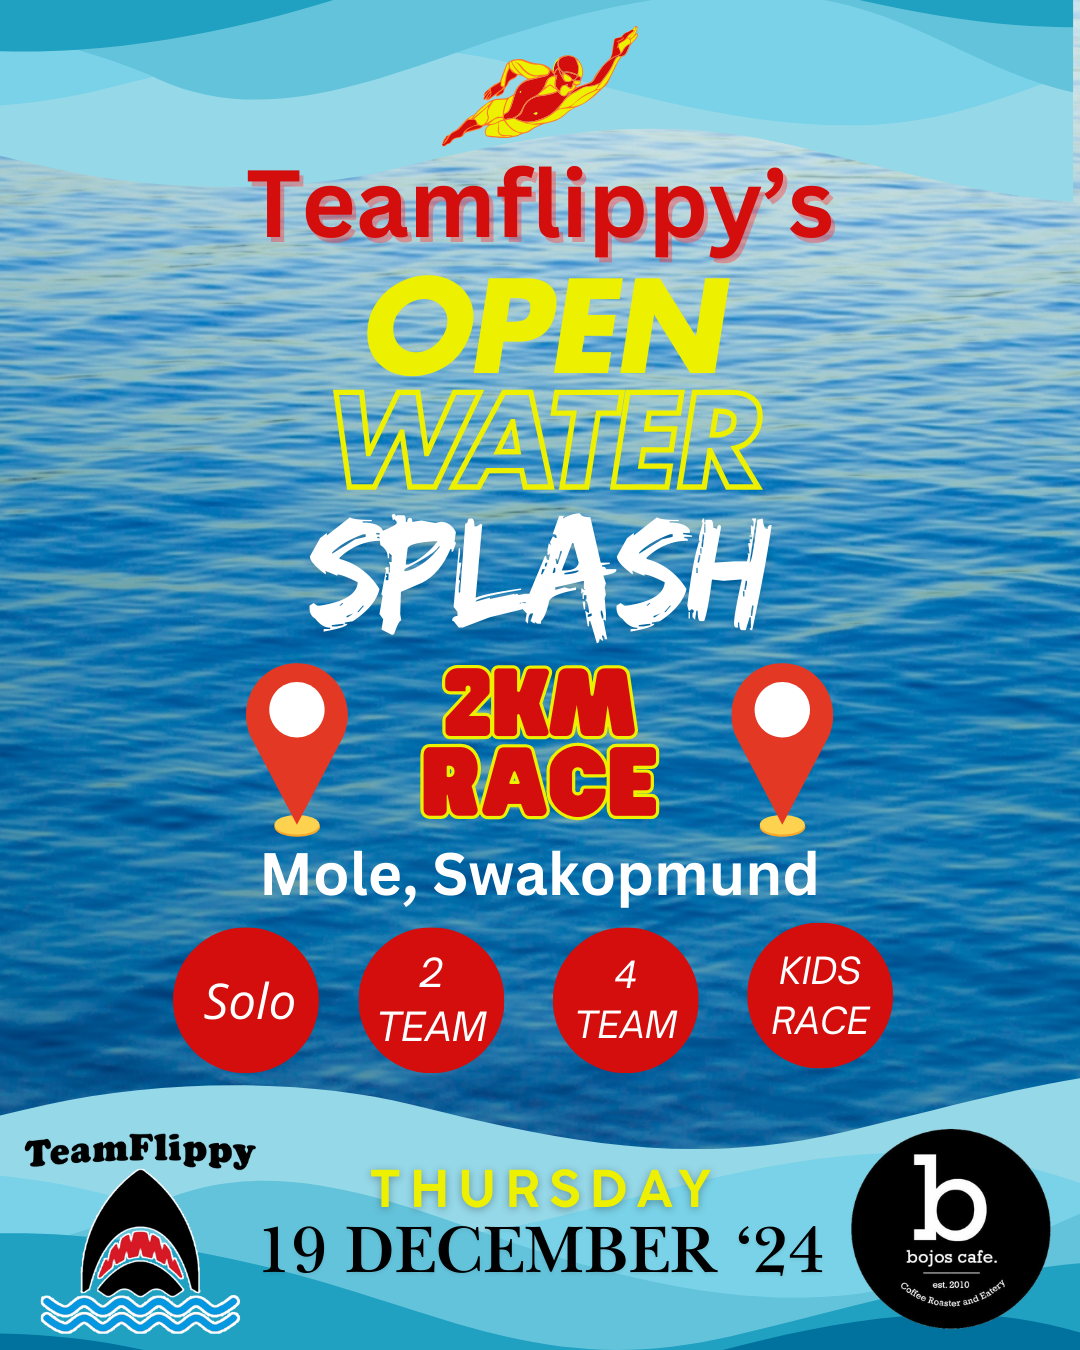 Teamflippy’s
OPEN
WATER
SPLASH
2KM
RACE
Mole, Swakopmund
Solo
2
TEAM
4
TEAM
KIDS
RACE
TeamFlippy
THURSDAY
19 DECEMBER ‘24
b
bojos cafe.
est. 2010
Coffee Roaster and Eatery